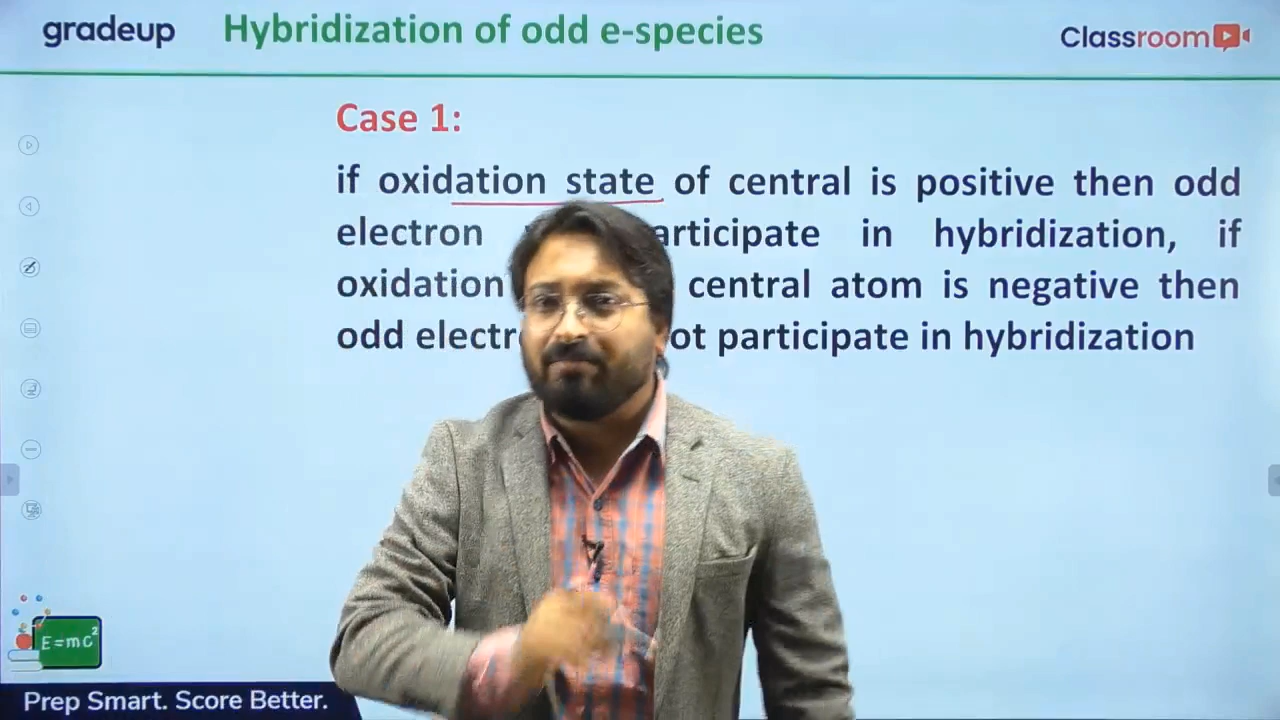 gradeup
Hybridization of odd e-species
Classroom
Case 1:
if oxidation state of central is positive then odd
electron articipate in hybridization, if
oxidation central atom is negative then
odd electr ot participate in hybridization
E=mc²
Prep Smart. Score Better.